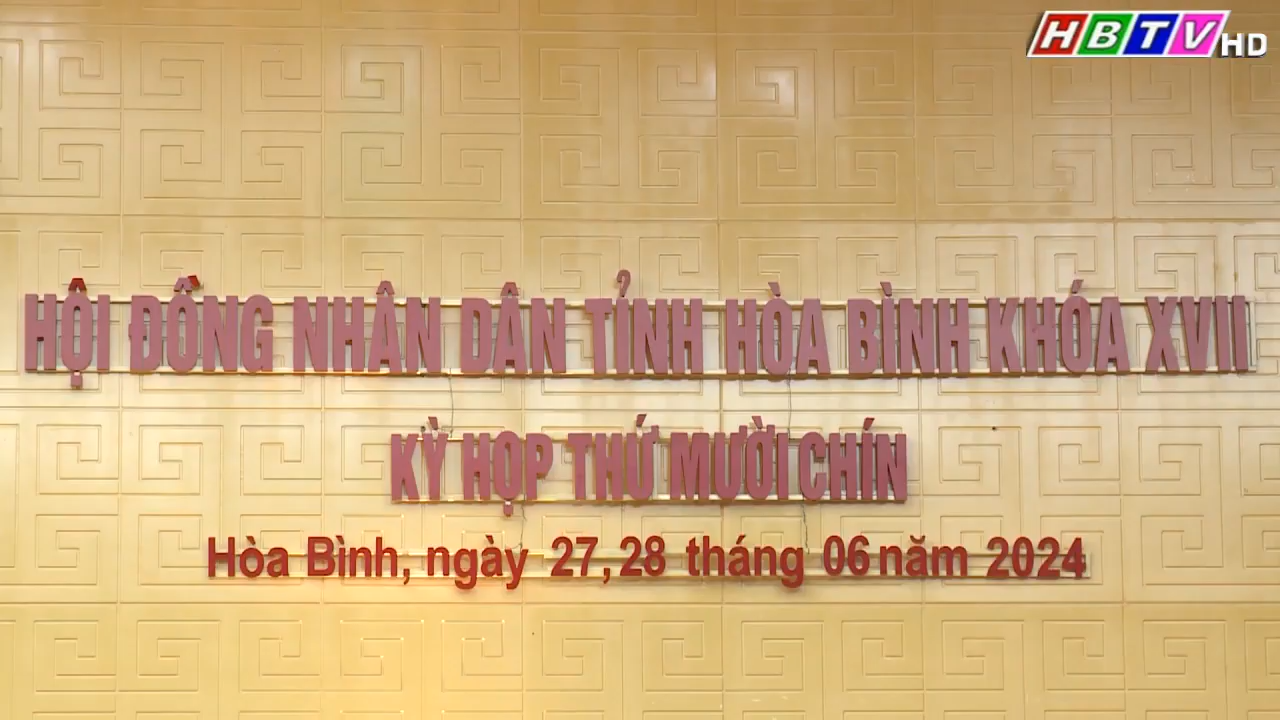 HBTV HD
HỘI ĐỒNG NHÂN DÂN TỈNH HÒA BÌNH KHÓA XVII
KỲ HỌP THỨ MƯỜI CHÍN
Hòa Bình, ngày 27,28 tháng 06 năm 2024